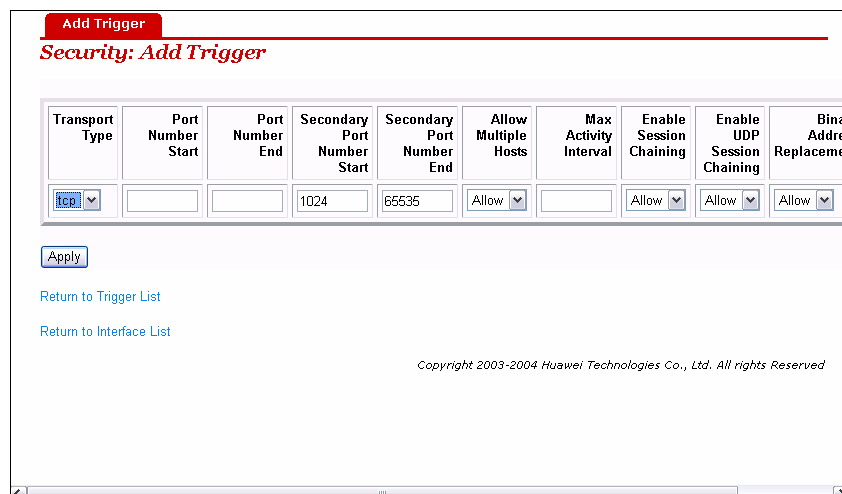 Add Trigger
Security: Add Trigger
Transport Type
Port Number Start
Port Number End
Secondary Port Number Start
Secondary Port Number End
Allow Multiple Hosts
Max Activity Interval
Enable Session Chaining
Enable UDP Session Chaining
tcp
1024
65535
Allow
Allow
Allow
Allow
Apply
Return to Trigger List
Return to Interface List
Copyright 2003-2004 Huawei Technologies Co., Ltd. All rights Reserved